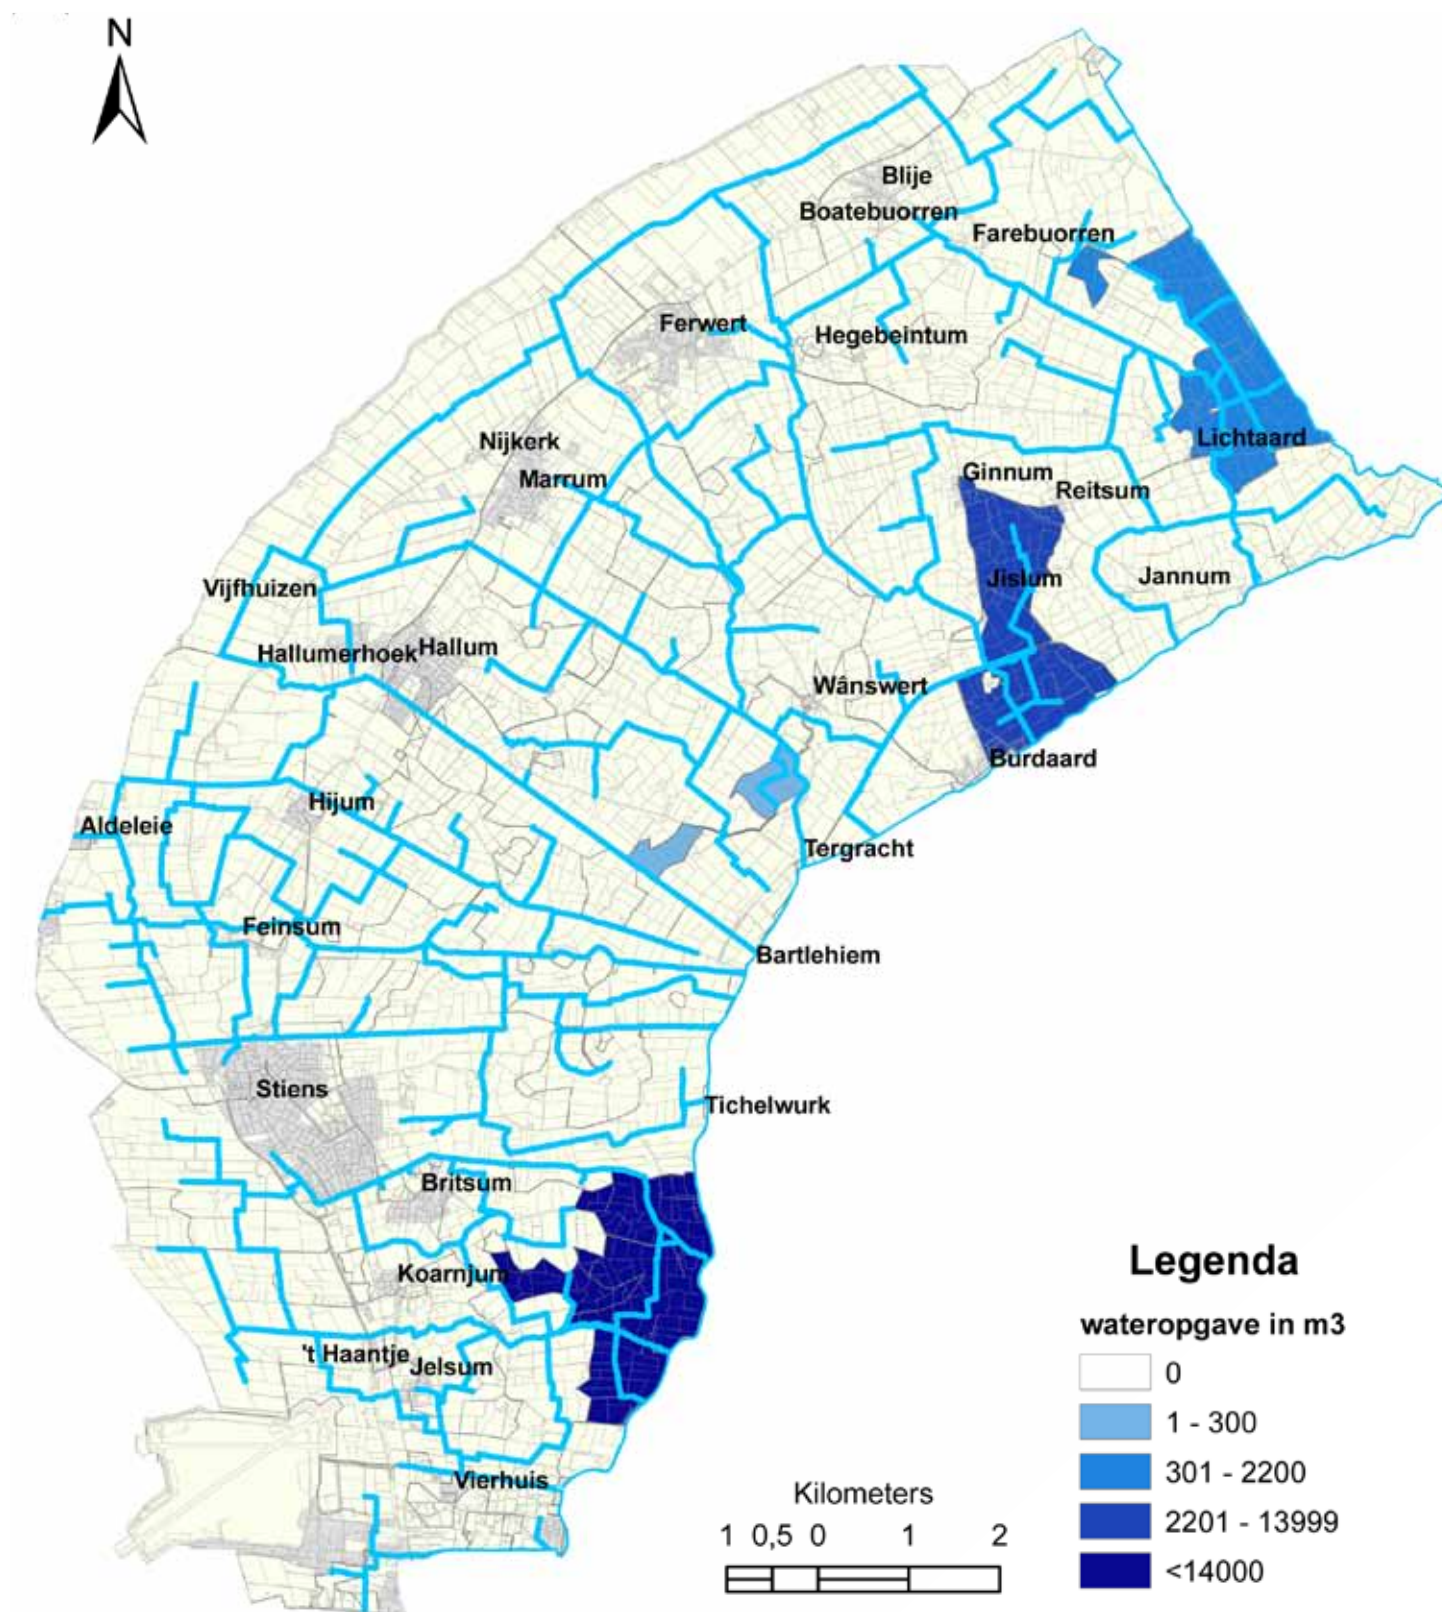 N
Blije
Boatebuorren
Farebuorren
Ferwert
Hegebeintum
Nijkerk
Marrum
Lichtaard
Ginnum
Reitsum
Jislum
Jannum
Vijfhuizen
Hallumerhoek
Hallum
Wânswert
Burdaard
Hijum
Aldeleie
Tergracht
Feinsum
Bartlehiem
Stiens
Tichelwurk
Britsum
Koarnjum
't Haantje
Jelsum
Vierhuis
Legenda
wateropgave in m3
0
1 - 300
301 - 2200
2201 - 13999
<14000
Kilometers
1 0,5 0 1 2